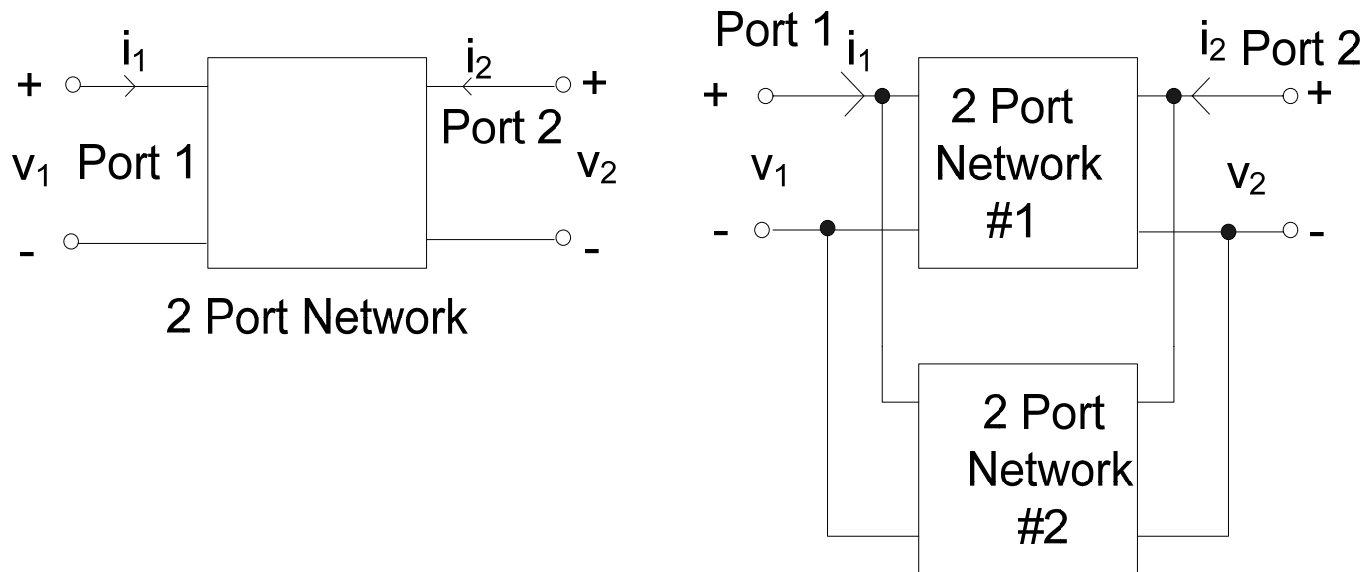 i1
i2
+
+
Port 2
v1
Port 1
v2
-
-
2 Port Network
Port 1
i1
i2
Port 2
+
+
2 Port
Network
#1
v1
v2
-
-
2 Port
Network
#2